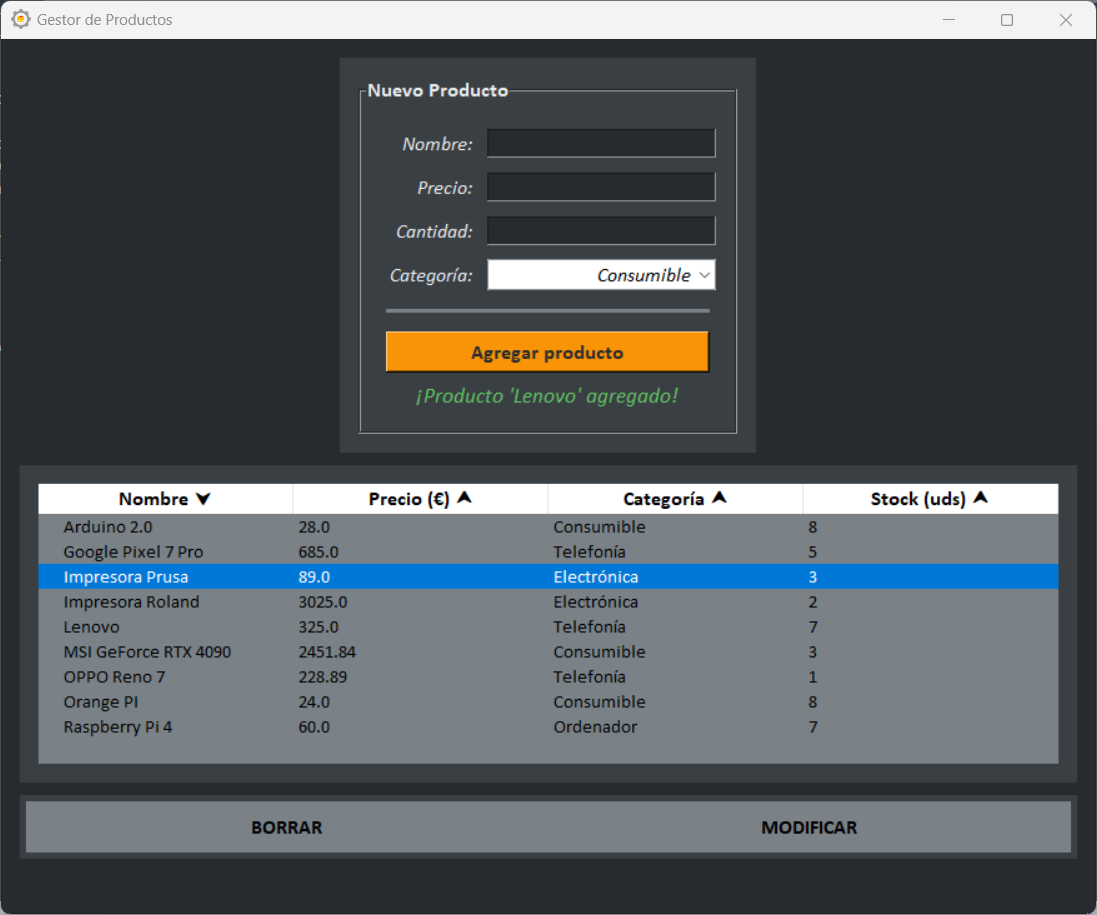 Gestor de Productos
Nuevo Producto
Nombre:
Precio:
Cantidad:
Categoría: Consumible
Agregar producto
¡Producto 'Lenovo' agregado!
Nombre ⮟ Precio (€) ⮝ Categoría ⮝ Stock (uds) ⮝
Arduino 2.0 28.0 Consumible 8
Google Pixel 7 Pro 685.0 Telefonía 5
Impresora Prusa 89.0 Electrónica 3
Impresora Roland 3025.0 Electrónica 2
Lenovo 325.0 Telefonía 7
MSI GeForce RTX 4090 2451.84 Consumible 3
OPPO Reno 7 228.89 Telefonía 1
Orange PI 24.0 Consumible 8
Raspberry Pi 4 60.0 Ordenador 7
BORRAR MODIFICAR